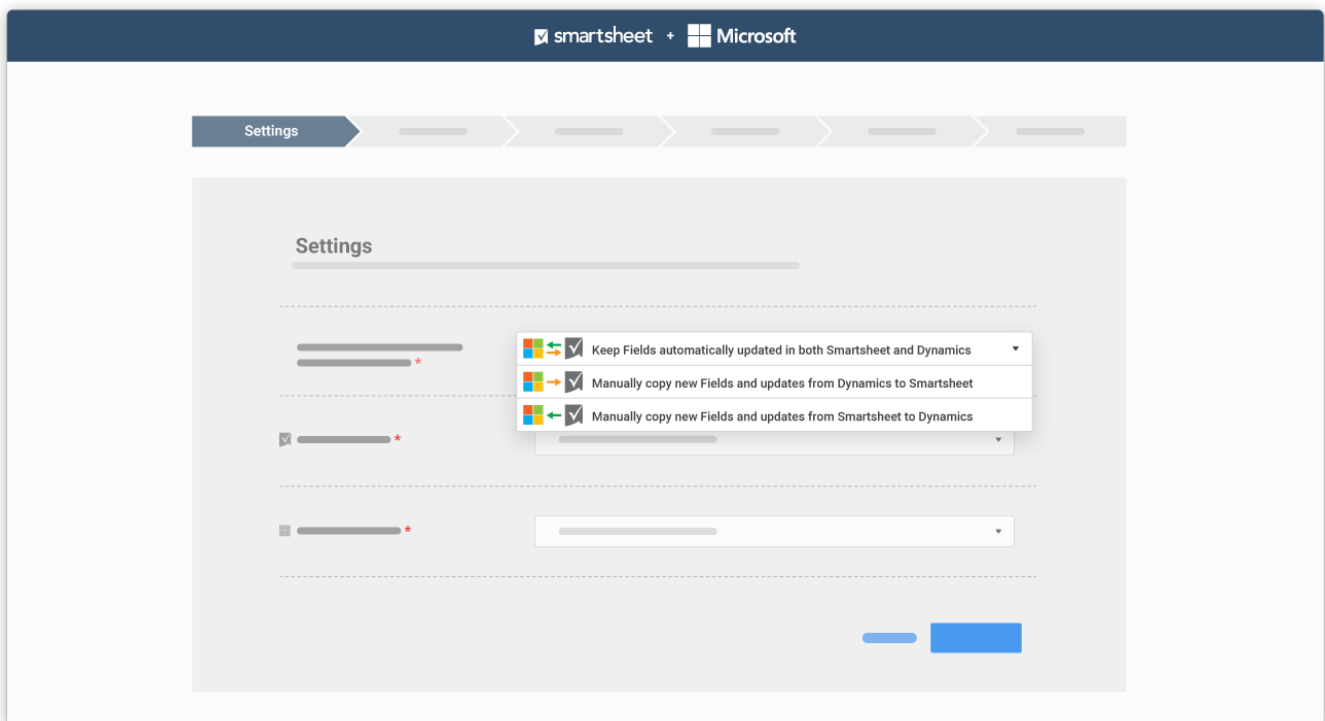 smartsheet + Microsoft
Settings
Settings
*
Keep Fields automatically updated in both Smartsheet and Dynamics
Manually copy new Fields and updates from Dynamics to Smartsheet
Manually copy new Fields and updates from Smartsheet to Dynamics
*
*